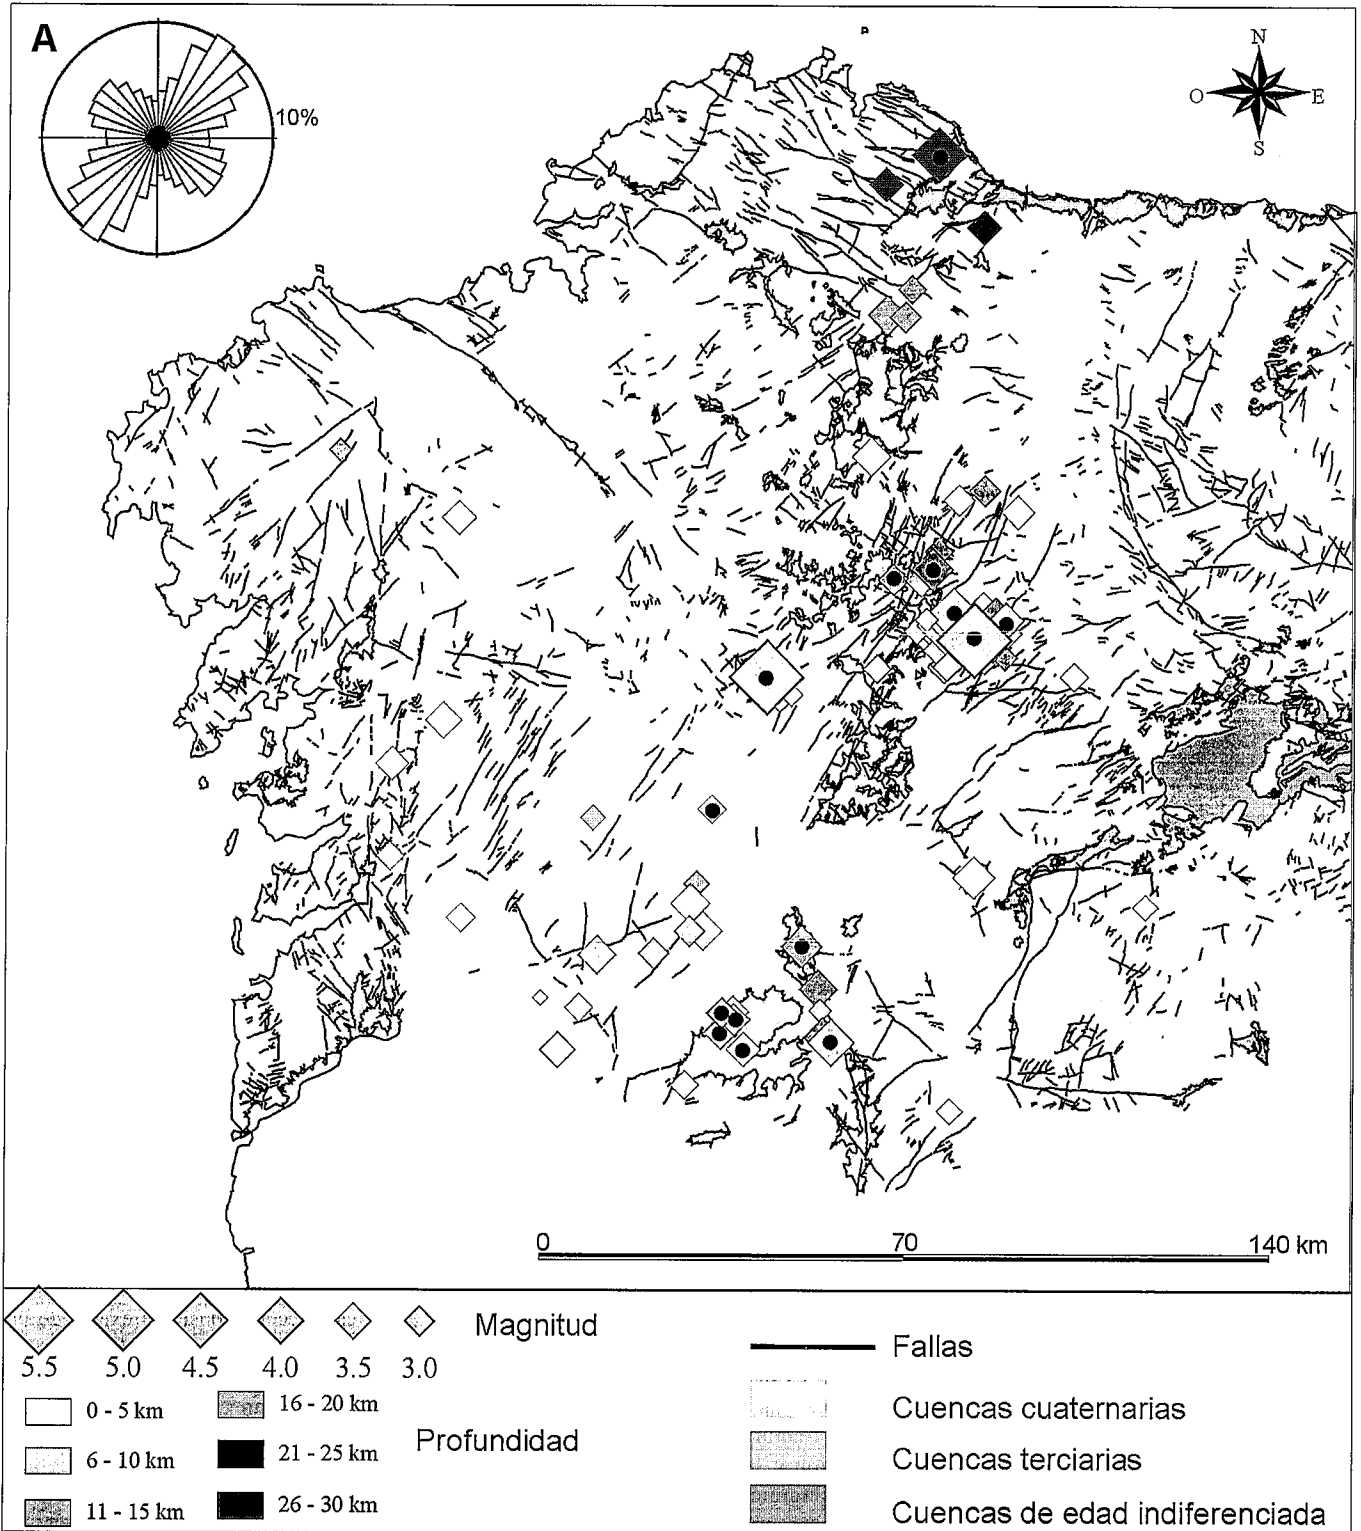 A
10%
N
O E
S
0 70 140 km
Magnitud
5.5 5.0 4.5 4.0 3.5 3.0
0 - 5 km
6 - 10 km
11 - 15 km
16 - 20 km
21 - 25 km
26 - 30 km
Profundidad
Fallas
Cuencas cuaternarias
Cuencas terciarias
Cuencas de edad indiferenciada